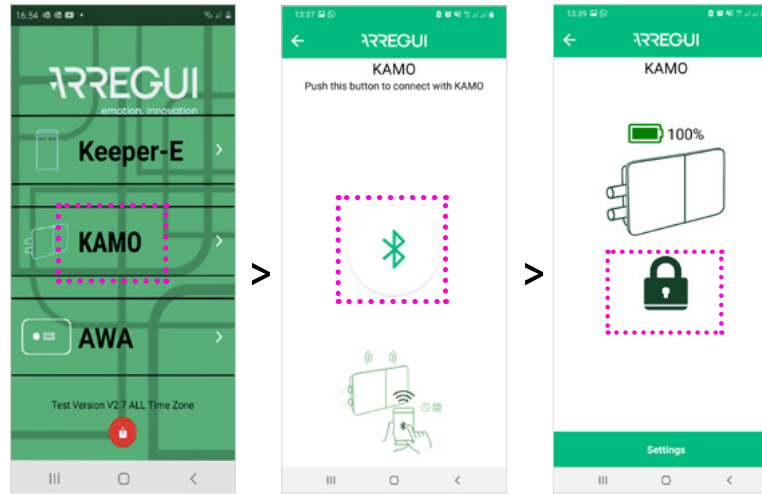 16:54
ARREGUI
emotion. innovation
Keeper-E
KAMO
AWA
Test Version V2.7 ALL Time Zone
>
13:37
ARREGUI
KAMO
Push this button to connect with KAMO
>
13:39
ARREGUI
KAMO
100%
Settings